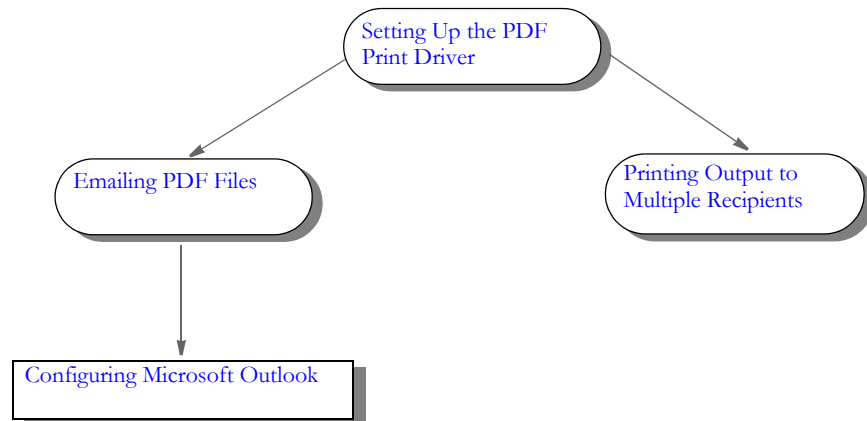 Setting Up the PDF
Print Driver
Emailing PDF Files
Printing Output to
Multiple Recipients
Configuring Microsoft Outlook